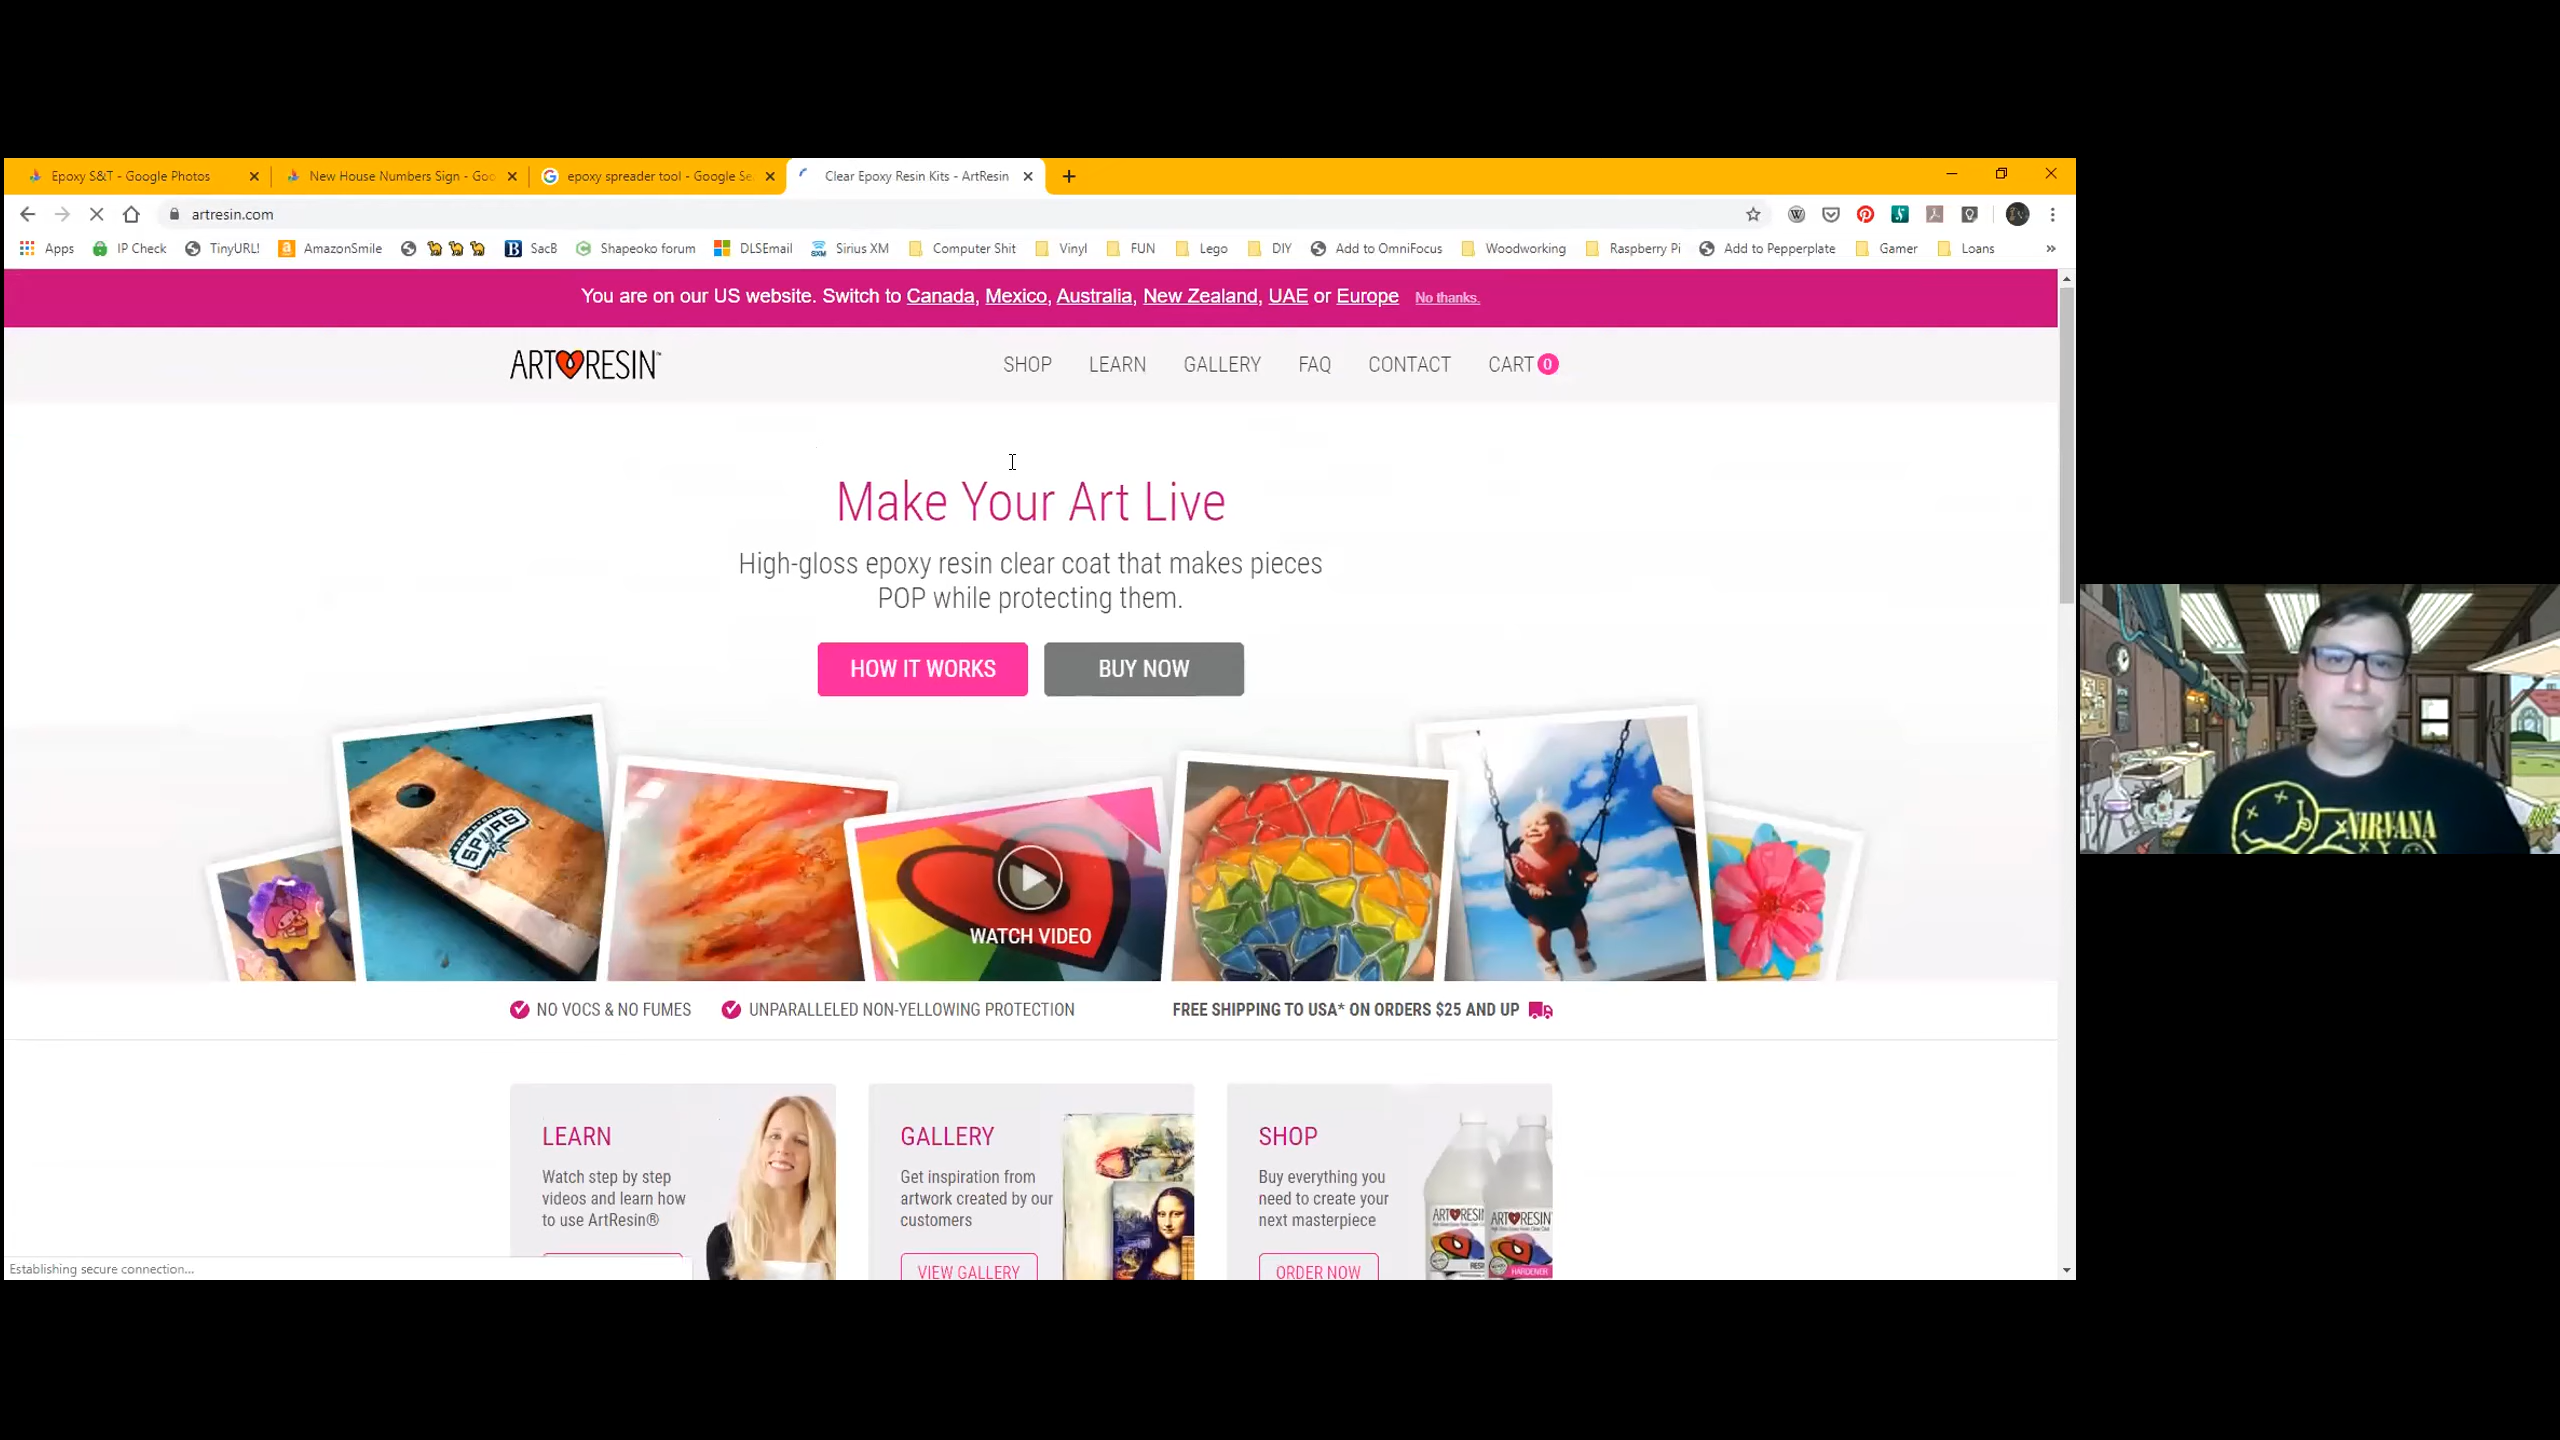 Epoxy S&T - Google Photos
New House Numbers Sign - Goo
epoxy spreader tool - Google Se
Clear Epoxy Resin Kits - ArtResin
artresin.com
Apps IP Check TinyURL! AmazonSmile SacB Shapeoko forum DLSEmail Sirius XM Computer Shit Vinyl FUN Lego DIY Add to OmniFocus Woodworking Raspberry Pi Add to Pepperplate Gamer Loans »
You are on our US website. Switch to Canada, Mexico, Australia, New Zealand, UAE or Europe No thanks.
ART RESIN
SHOP LEARN GALLERY FAQ CONTACT CART 0
Make Your Art Live
High-gloss epoxy resin clear coat that makes pieces
POP while protecting them.
HOW IT WORKS
BUY NOW
SPURS
NIRVANA
WATCH VIDEO
NO VOCS & NO FUMES
UNPARALLELED NON-YELLOWING PROTECTION
FREE SHIPPING TO USA* ON ORDERS $25 AND UP
LEARN
Watch step by step
videos and learn how
to use ArtResin®
GALLERY
Get inspiration from
artwork created by our
customers
VIEW GALLERY
SHOP
Buy everything you
need to create your
next masterpiece
ORDER NOW
ART RESIN
ART RESIN
RESIN
HARDENER
Establishing secure connection...